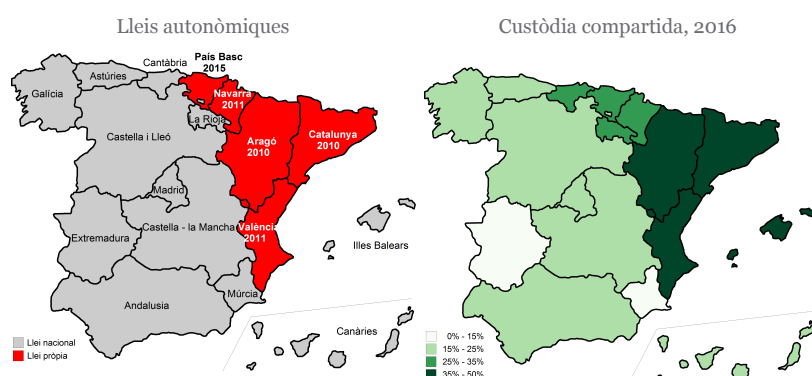 Lleis autonòmiques
Custòdia compartida, 2016
País Basc
2015
Cantàbria
Astúries
Galícia
Navarra
2011
La Rioja
Castella i Lleó
Aragó
2010
Catalunya
2010
Madrid
Castella - la Mancha
València
2011
Extremadura
Illes Balears
Múrcia
Andalusia
Canàries
Llei nacional
Llei pròpia
0% - 15%
15% - 25%
25% - 35%
35% - 50%